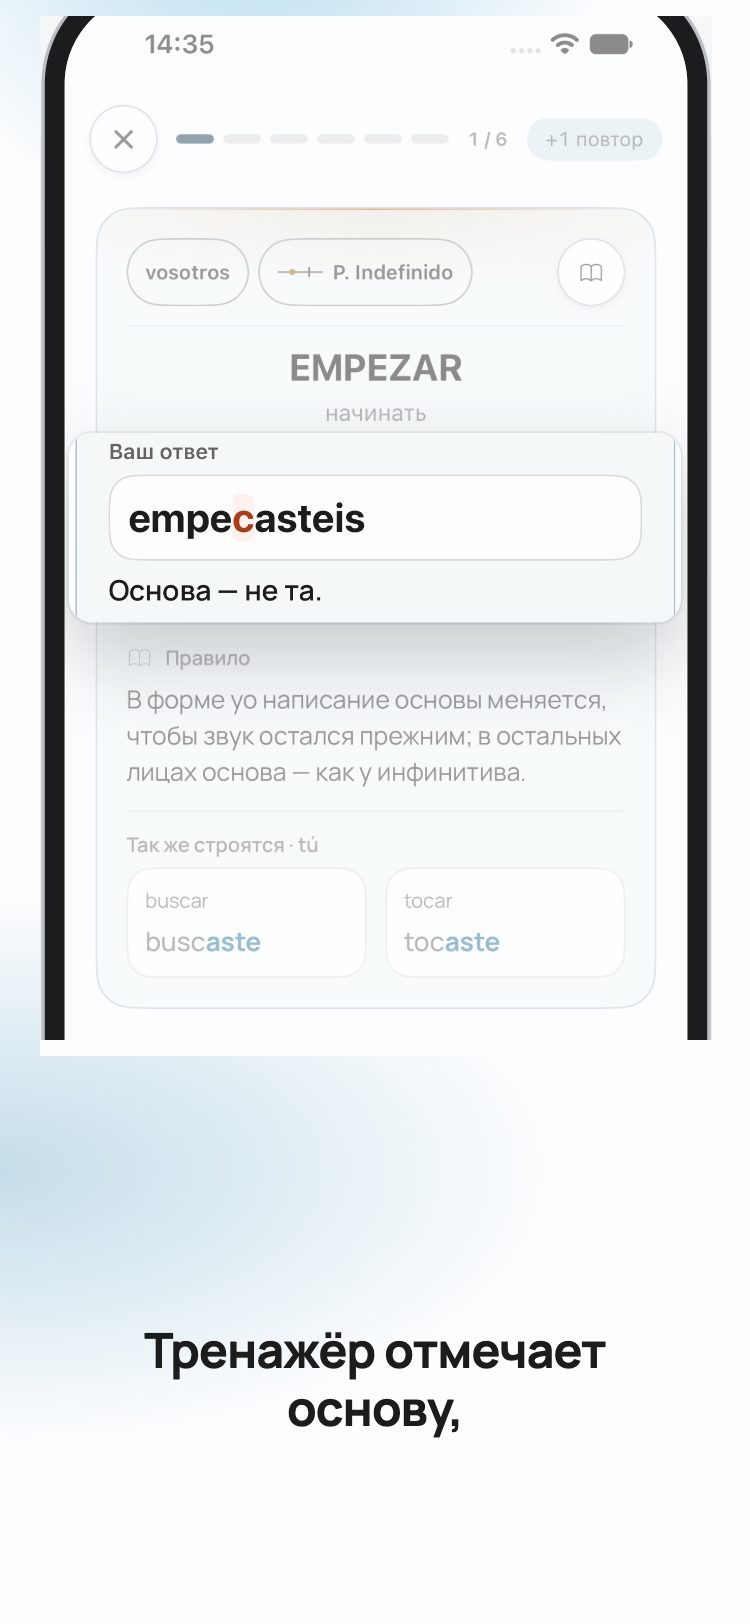 14:35
1 / 6
+1 повтор
vosotros
P. Indefinido
EMPEZAR
начинать
Ваш ответ
empecasteis
Основа — не та.
Правило
В форме yo написание основы меняется,
чтобы звук остался прежним; в остальных
лицах основа — как у инфинитива.
Так же строятся · tú
buscar
buscaste
tocar
tocaste
Тренажёр отмечает
основу,